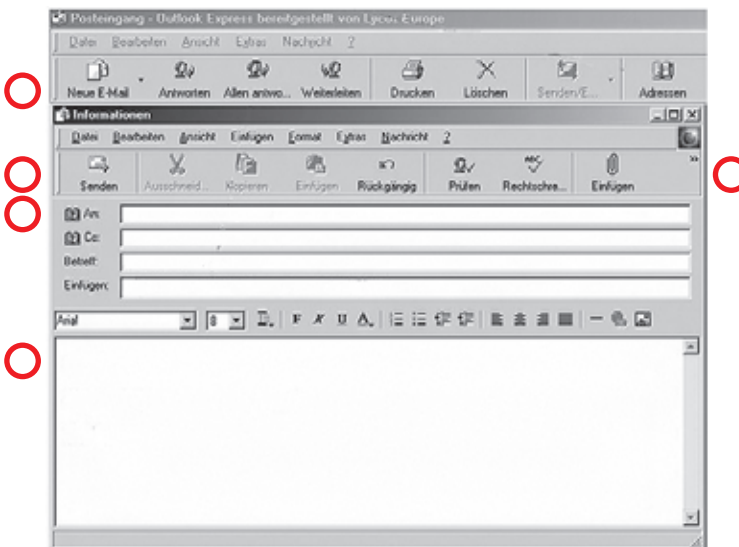 Posteingang - Outlook Express bereitgestellt von Lycos Europe
Datei Bearbeiten Ansicht Extras Nachricht ?
Neue E-Mail Antworten Allen antwo... Weiterleiten Drucken Löschen Senden/E... Adressen
Informationen
Datei Bearbeiten Ansicht Einfügen Format Extras Nachricht ?
Senden Ausschneid... Kopieren Einfügen Rückgängig Prüfen Rechtschre... Einfügen
An:
Cc:
Betreff:
Einfügen:
Arial 8 F K U A